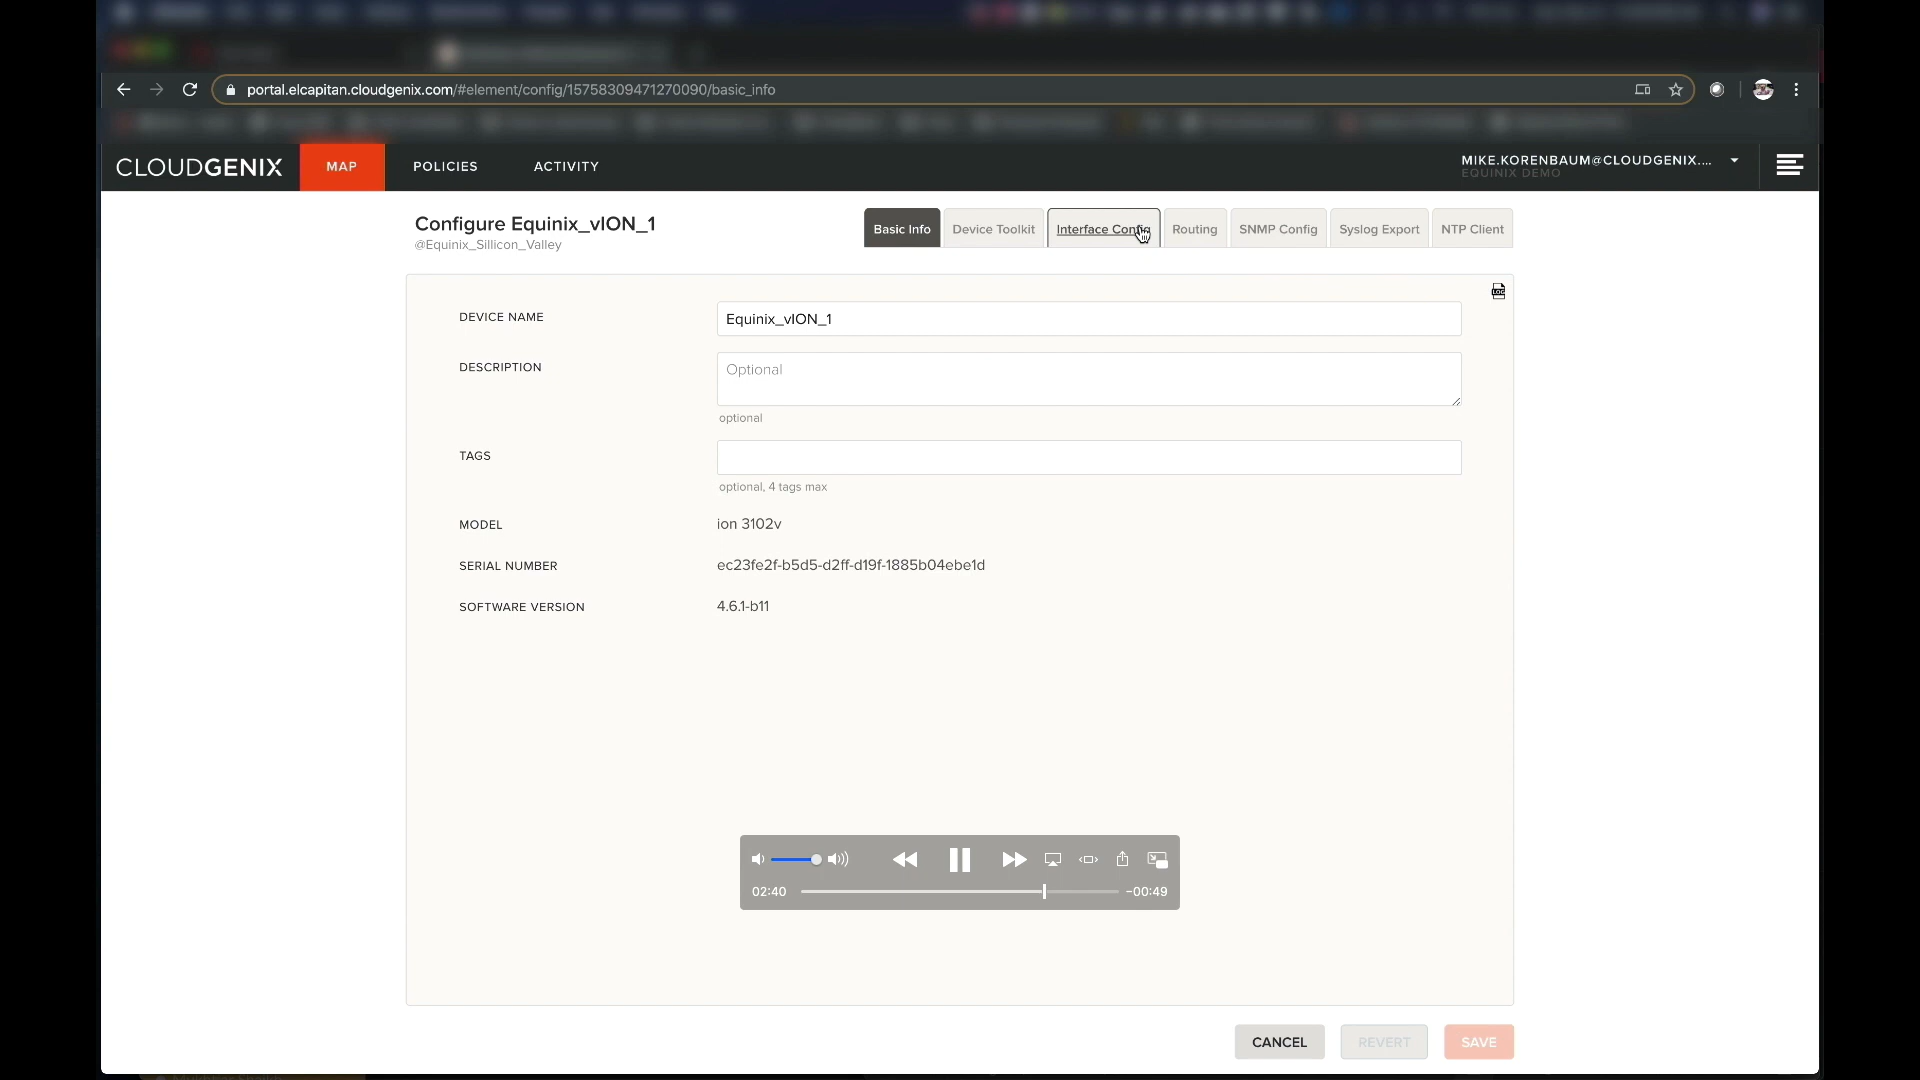 portal.elcapitan.cloudgenix.com/#element/config/15758309471270090/basic_info
CLOUDGENIX
MAP
POLICIES
ACTIVITY
MIKE.KORENBAUM@CLOUDGENIX....
EQUINIX DEMO
Configure Equinix_vION_1
@Equinix_Sillicon_Valley
Basic Info
Device Toolkit
Interface Config
Routing
SNMP Config
Syslog Export
NTP Client
LOG
DEVICE NAME
Equinix_vION_1
DESCRIPTION
Optional
optional
TAGS
optional, 4 tags max
MODEL
ion 3102v
SERIAL NUMBER
ec23fe2f-b5d5-d2ff-d19f-1885b04ebe1d
SOFTWARE VERSION
4.6.1-b11
02:40
-00:49
CANCEL
REVERT
SAVE